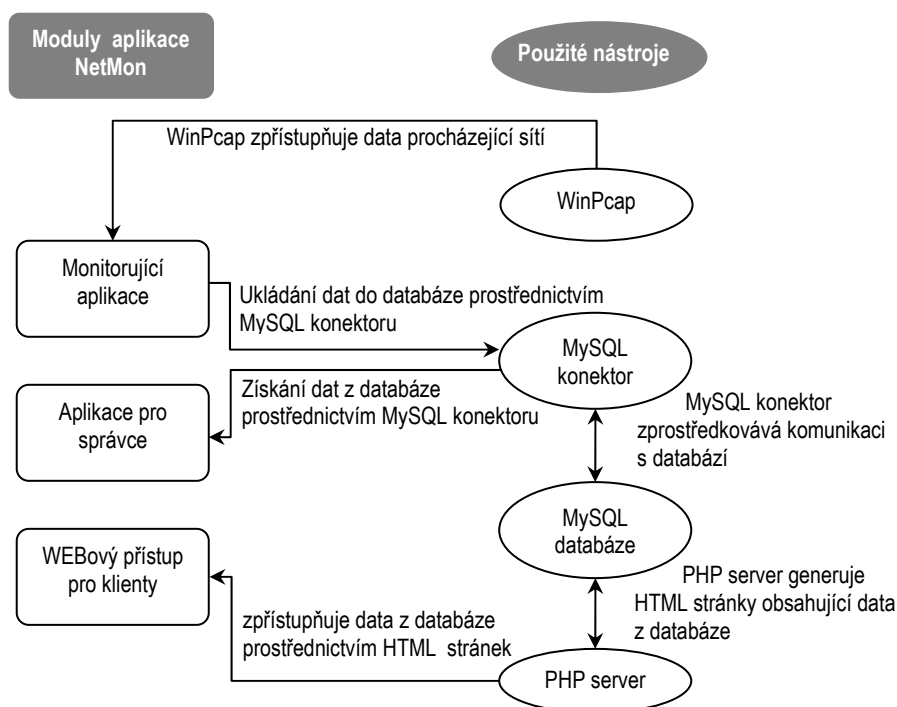 Moduly aplikace
NetMon
Použité nástroje
WinPcap zpřístupňuje data procházející sítí
WinPcap
Monitorující
aplikace
Ukládání dat do databáze prostřednictvím
MySQL konektoru
MySQL
konektor
Získání dat z databáze
prostřednictvím MySQL konektoru
Aplikace pro
správce
MySQL konektor
zprostředkovává komunikaci
s databází
MySQL
databáze
WEBový přístup
pro klienty
PHP server generuje
HTML stránky obsahující data
z databáze
zpřístupňuje data z databáze
prostřednictvím HTML stránek
PHP server